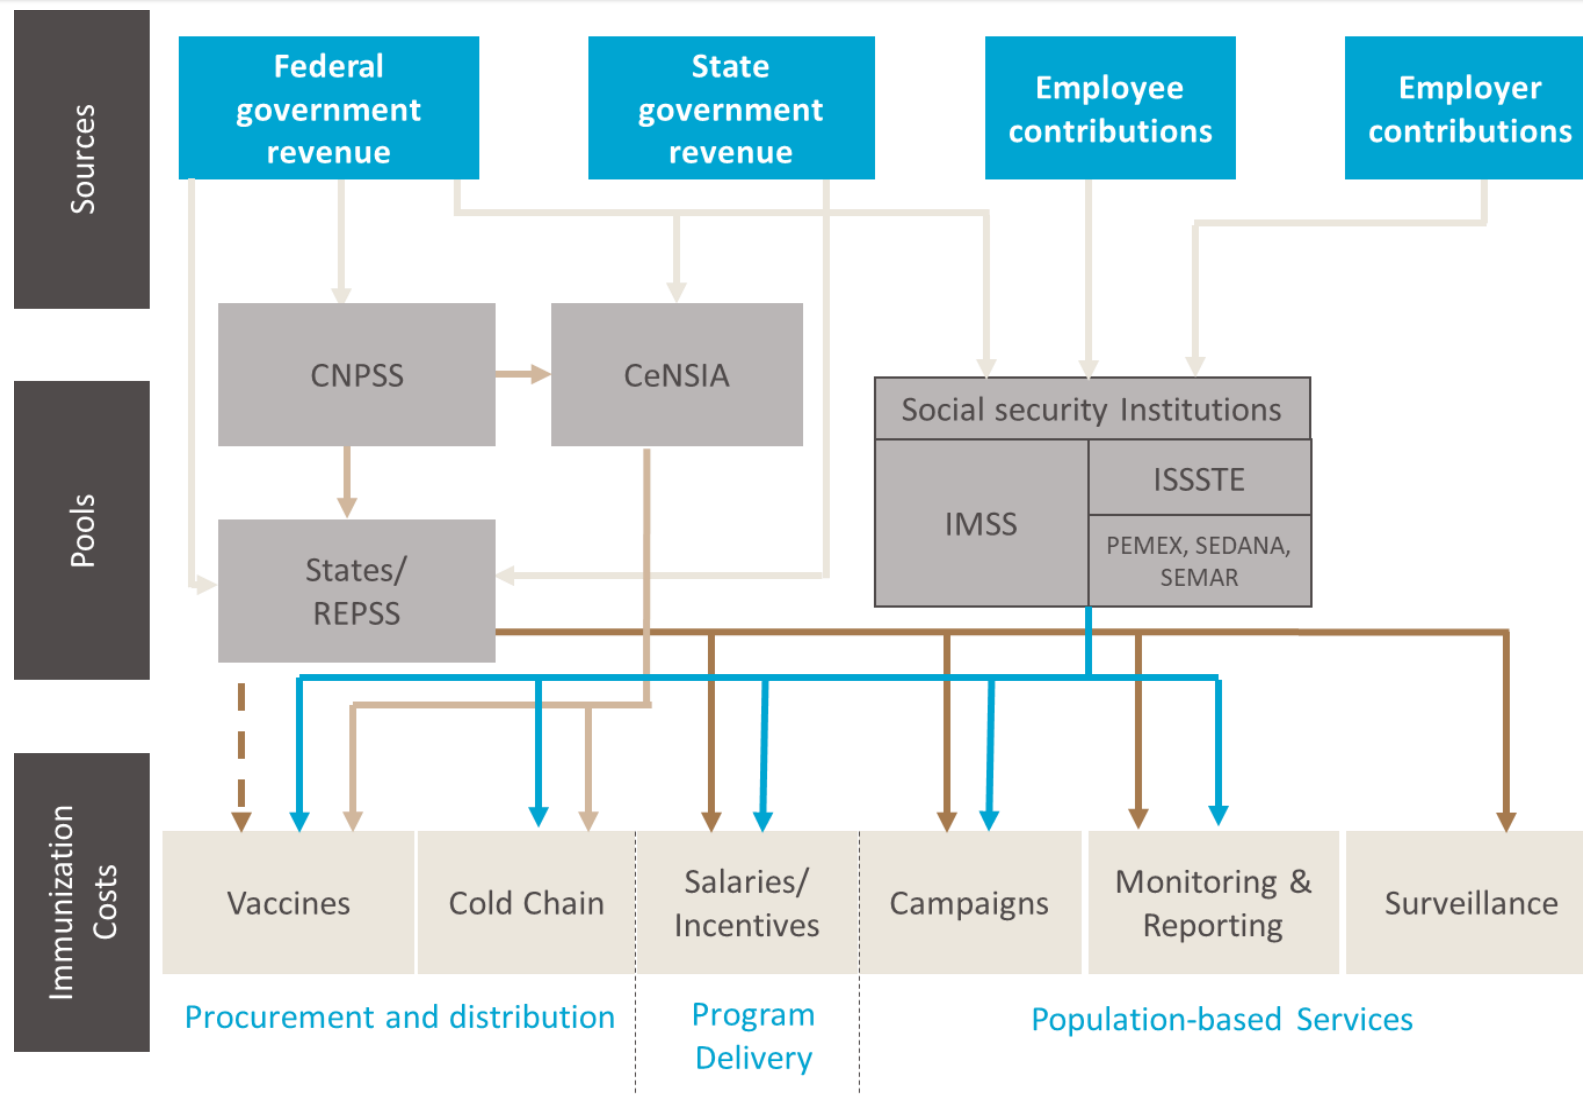 Sources
Federal
government
revenue
State
government
revenue
Employee
contributions
Employer
contributions
Pools
CNPSS
CeNSIA
Social security Institutions
IMSS
ISSSTE
PEMEX, SEDANA,
SEMAR
States/
REPSS
Immunization
Costs
Vaccines
Cold Chain
Salaries/
Incentives
Campaigns
Monitoring &
Reporting
Surveillance
Procurement and distribution
Program
Delivery
Population-based Services